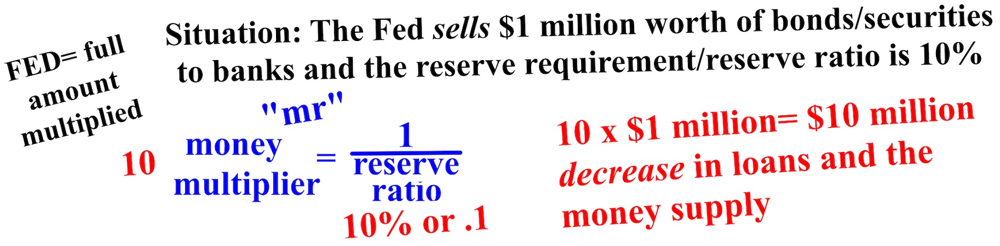 FED= full
amount
multiplied
Situation: The Fed sells $1 million worth of bonds/securities
to banks and the reserve requirement/reserve ratio is 10%
"mr"
10
money
multiplier
=
1
reserve
ratio
10% or .1
10 x $1 million= $10 million
decrease in loans and the
money supply